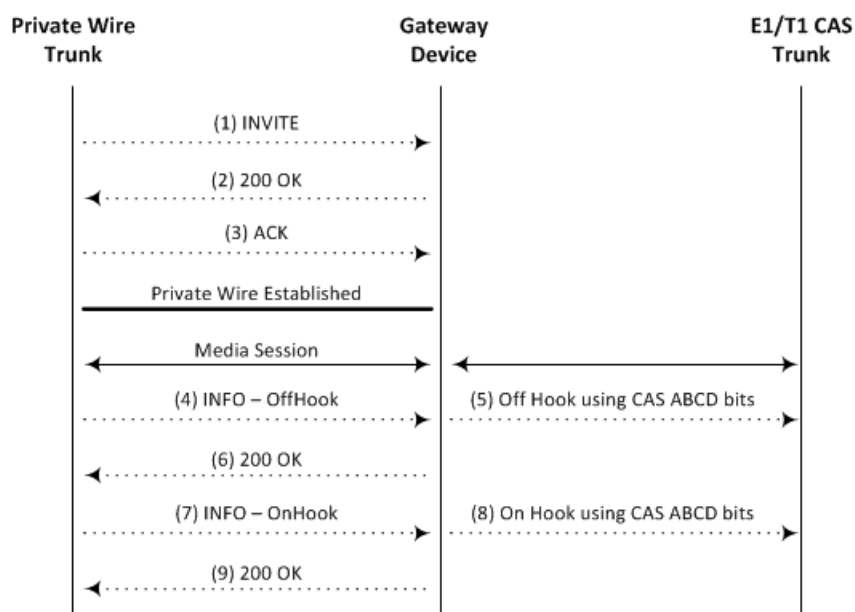 Private Wire
Trunk
Gateway
Device
E1/T1 CAS
Trunk
(1) INVITE
(2) 200 OK
(3) ACK
Private Wire Established
Media Session
(4) INFO – OffHook
(5) Off Hook using CAS ABCD bits
(6) 200 OK
(7) INFO – OnHook
(8) On Hook using CAS ABCD bits
(9) 200 OK